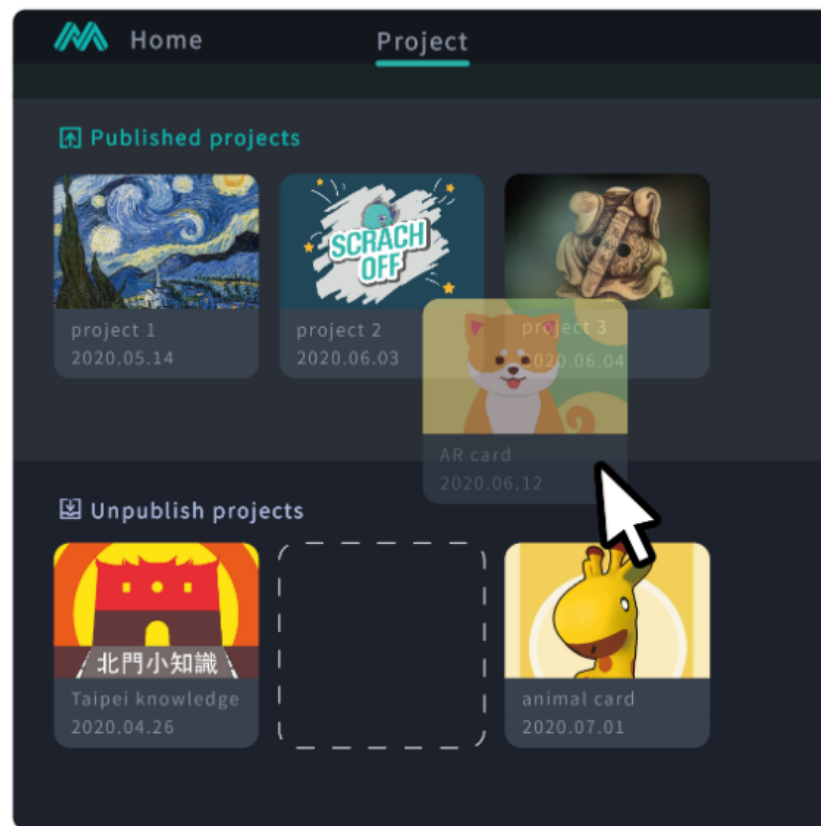 Home
Project
Published projects
SCRACH
OFF
project 1
2020.05.14
project 2
2020.06.03
project 3
2020.06.04
AR card
2020.06.12
Unpublish projects
北門小知識
Taipei knowledge
2020.04.26
animal card
2020.07.01